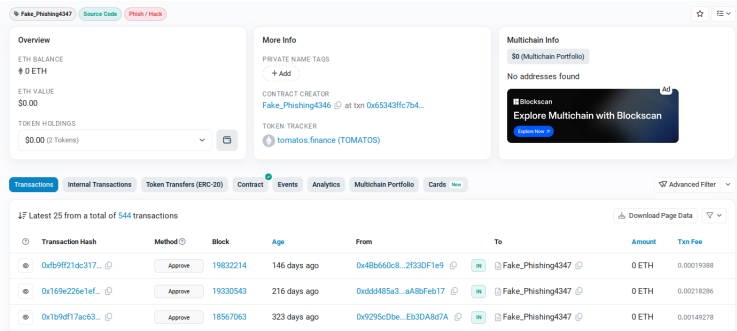 Fake_Phishing4347 Source Code Phish / Hack
Overview
ETH BALANCE
0 ETH
ETH VALUE
$0.00
TOKEN HOLDINGS
$0.00 (2 Tokens)
More Info
PRIVATE NAME TAGS
+ Add
CONTRACT CREATOR
Fake_Phishing4346 at txn 0x65343ffc7b4...
TOKEN TRACKER
tomatos.finance (TOMATOS)
Multichain Info
$0 (Multichain Portfolio)
No addresses found
Ad
Blockscan
Explore Multichain with Blockscan
Explore Now
Transactions Internal Transactions Token Transfers (ERC-20) Contract Events Analytics Multichain Portfolio Cards New Advanced Filter
Latest 25 from a total of 544 transactions Download Page Data
Transaction Hash Method Block Age From To Amount Txn Fee
0xfb9ff21dc317... Approve 19832214 146 days ago 0x4Bb660c8...2f33DF1e9 IN Fake_Phishing4347 0 ETH 0.00019388
0x169e226e1ef... Approve 19330543 216 days ago 0xddd485a3...aA8bFeb17 IN Fake_Phishing4347 0 ETH 0.00218286
0x1b9df17ac63... Approve 18567063 323 days ago 0x9295cDbe...Eb3DA8d7A IN Fake_Phishing4347 0 ETH 0.00149278